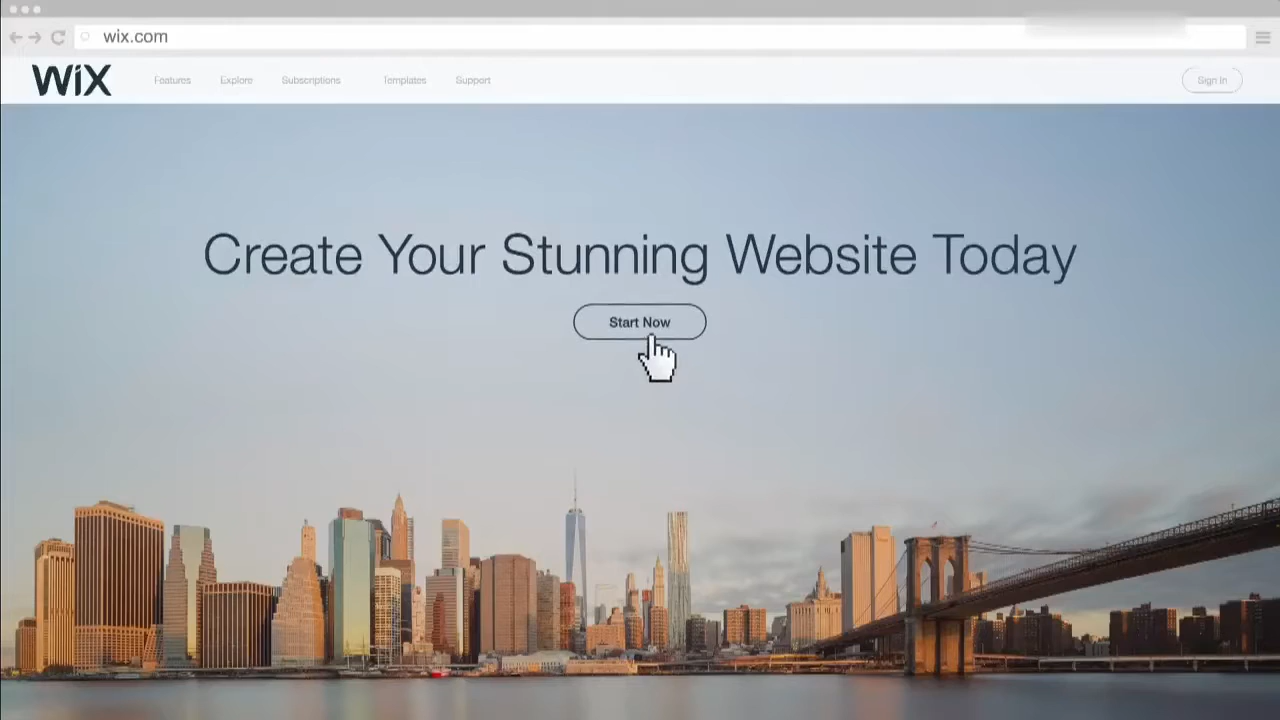 wix.com
WiX Features Explore Subscriptions Templates Support Sign In
Create Your Stunning Website Today
Start Now